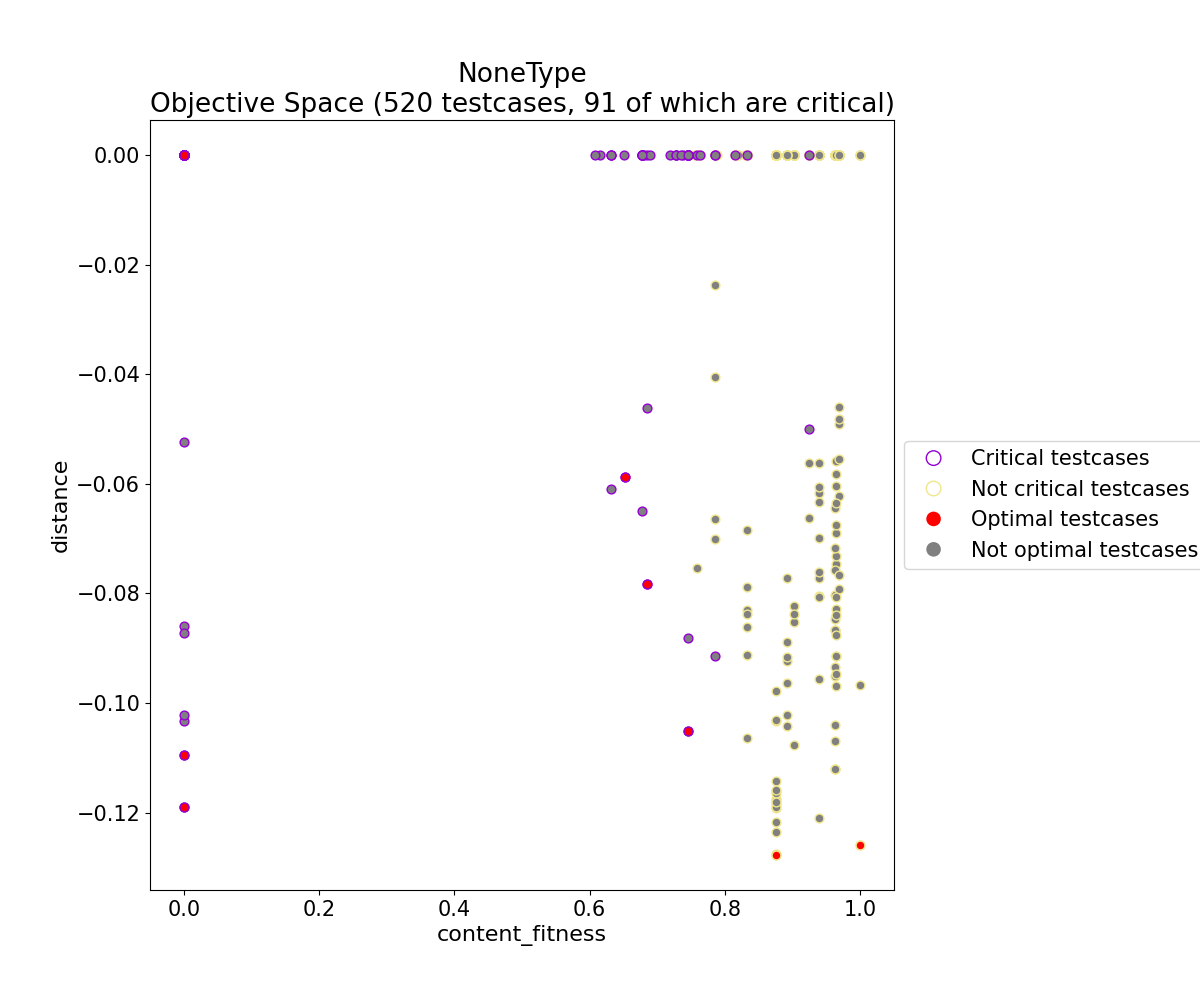 NoneType
Objective Space (520 testcases, 91 of which are critical)
0.00
−0.02
−0.04
−0.06
−0.08
−0.10
−0.12
distance
0.0 0.2 0.4 0.6 0.8 1.0
content_fitness
Critical testcases
Not critical testcases
Optimal testcases
Not optimal testcases